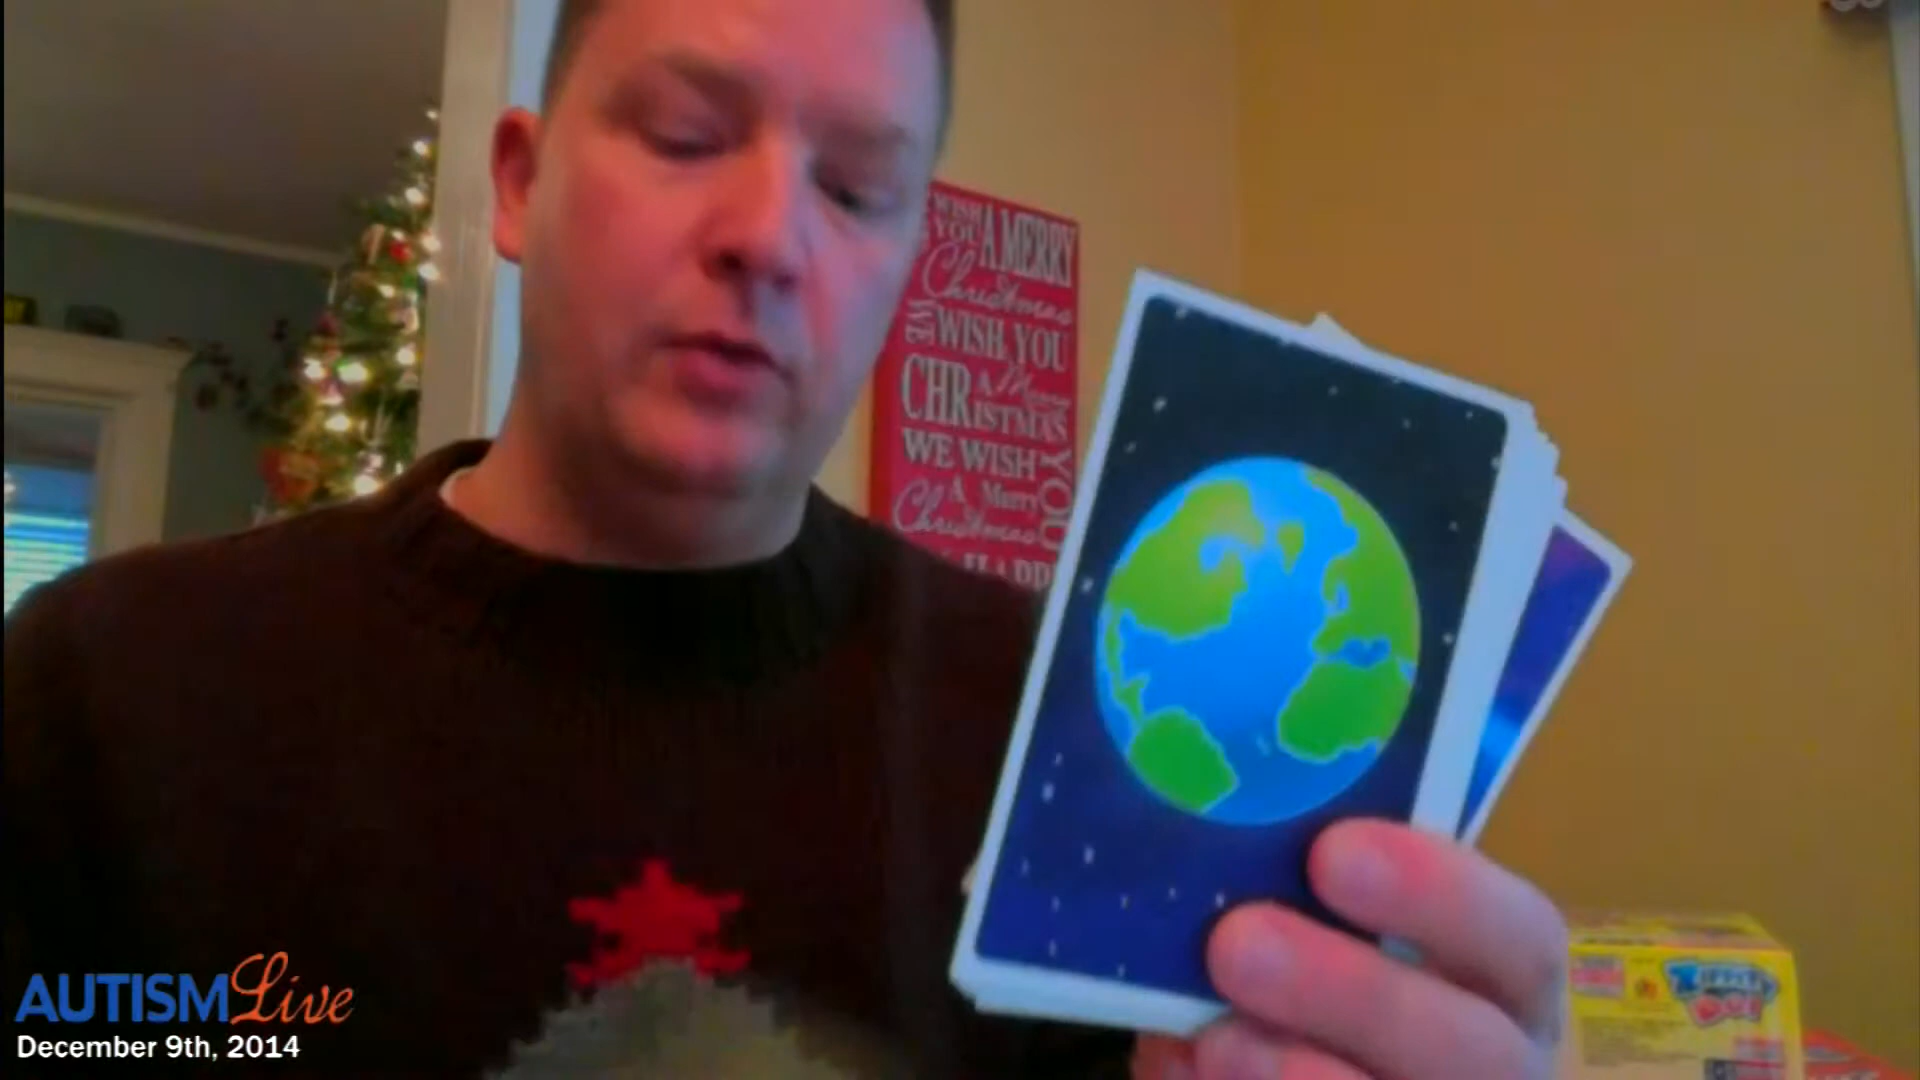 WISH
YOU A MERRY
Christmas
WE WISH YOU
A Merry
CHRISTMAS
WE WISH YOU
A Merry
Christmas
AUTISM Live
December 9th, 2014